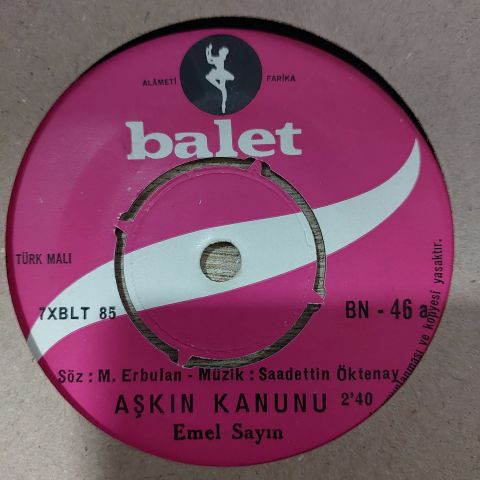 ALÂMETİ FARİKA
balet
TÜRK MALI
7XBLT 85
BN - 46 a
Söz : M. Erbulan - Müzik : Saadettin Öktenay
AŞKIN KANUNU 2'40
Emel Sayın
ve kopyesi yasaktır.